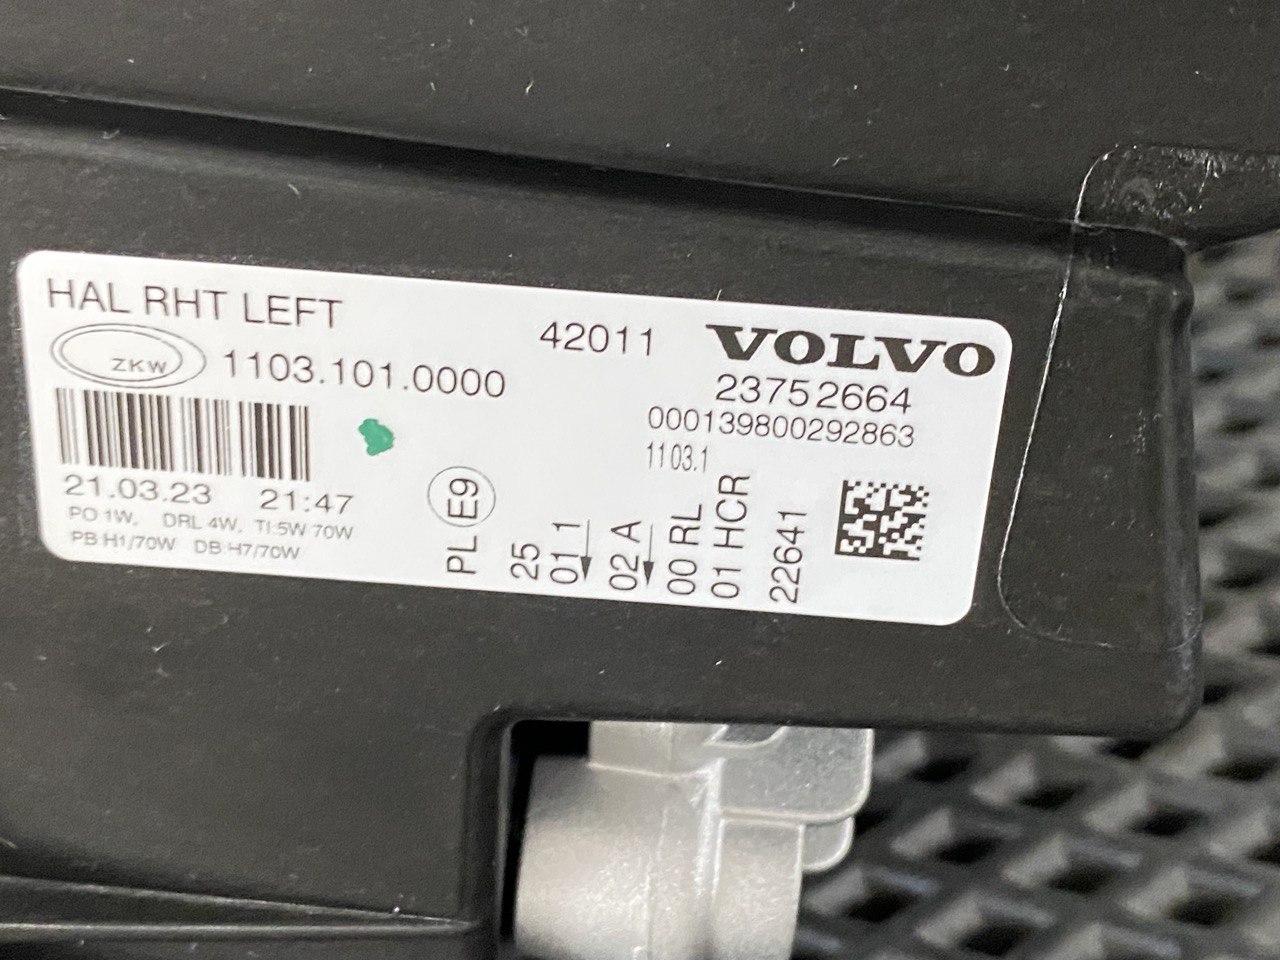 HAL RHT LEFT
ZKW
1103.101.0000
42011
VOLVO
23752664
000139800292863
1103.1
21.03.23 21:47
PO 1W, DRL 4W, TI 5W 70W
PB H1/70W DB H7/70W
PL E9
25
01 1
02 A
00 RL
01 HCR
22641